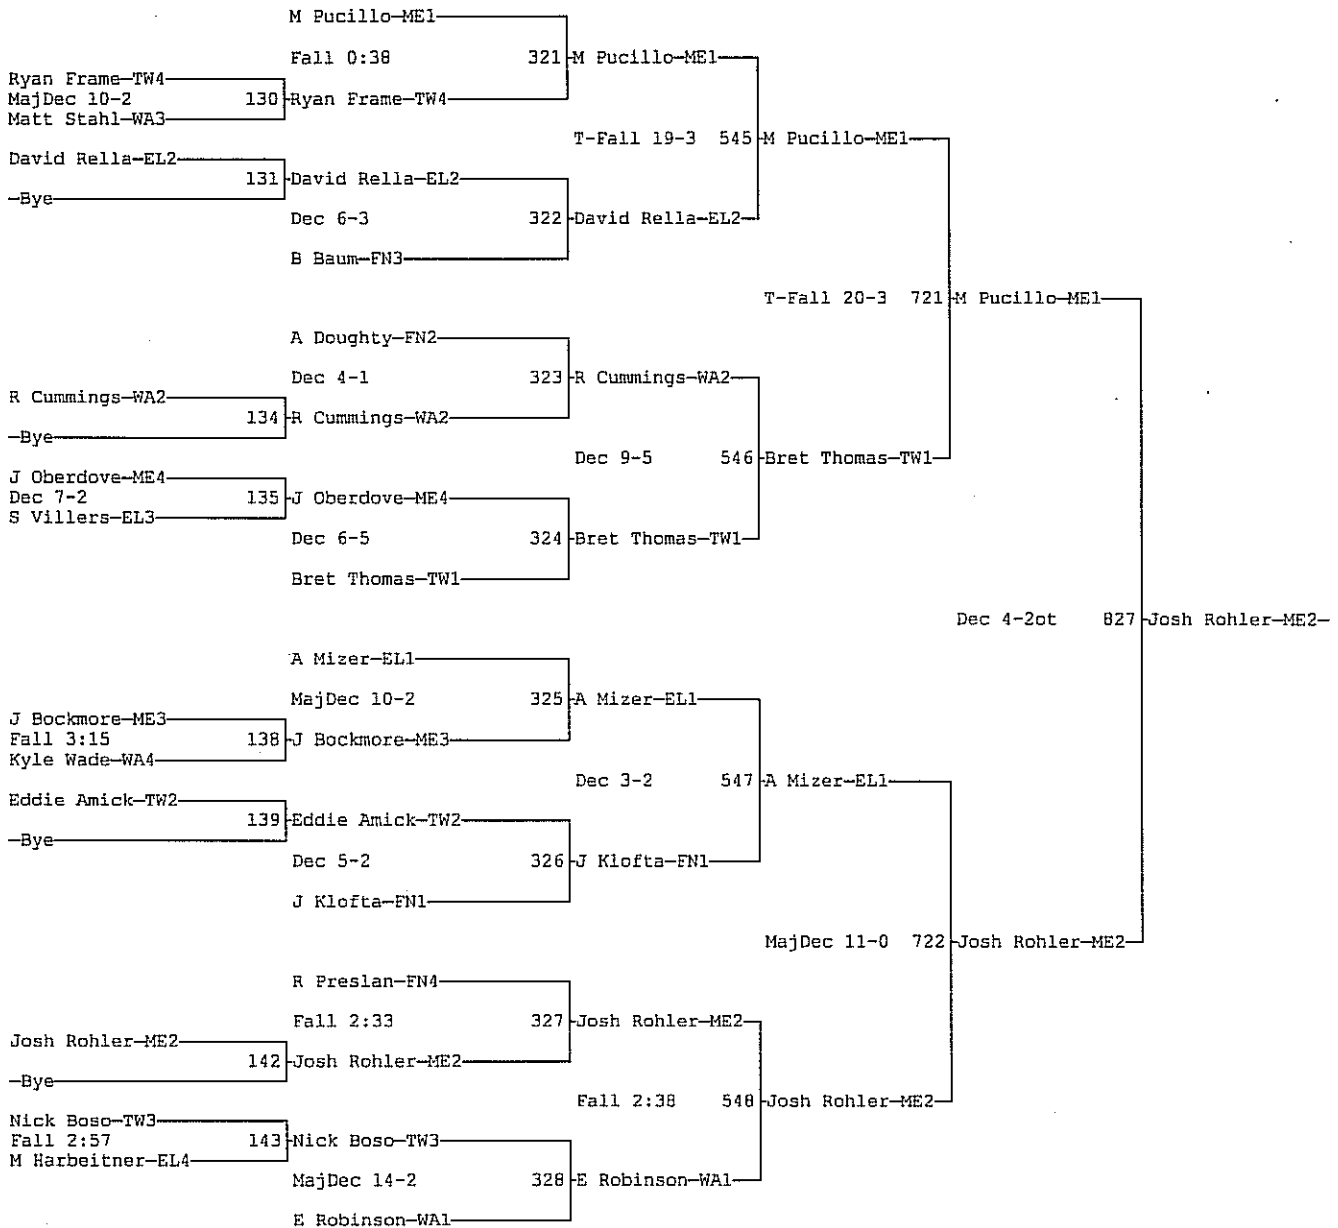 M Pucillo—ME1
Fall 0:38 321 M Pucillo—ME1
Ryan Frame—TW4
MajDec 10-2 130 Ryan Frame—TW4
Matt Stahl—WA3
T-Fall 19-3 545 M Pucillo—ME1
David Rella—EL2
131 David Rella—EL2
—Bye
Dec 6-3 322 David Rella—EL2
B Baum—FN3
T-Fall 20-3 721 M Pucillo—ME1
A Doughty—FN2
Dec 4-1 323 R Cummings—WA2
R Cummings—WA2
134 R Cummings—WA2
—Bye
Dec 9-5 546 Bret Thomas—TW1
J Oberdove—ME4
Dec 7-2 135 J Oberdove—ME4
S Villers—EL3
Dec 6-5 324 Bret Thomas—TW1
Bret Thomas—TW1
Dec 4-2ot 827 Josh Rohler—ME2—
A Mizer—EL1
MajDec 10-2 325 A Mizer—EL1
J Bockmore—ME3
Fall 3:15 138 J Bockmore—ME3
Kyle Wade—WA4
Dec 3-2 547 A Mizer—EL1
Eddie Amick—TW2
139 Eddie Amick—TW2
—Bye
Dec 5-2 326 J Klofta—FN1
J Klofta—FN1
MajDec 11-0 722 Josh Rohler—ME2
R Preslan—FN4
Fall 2:33 327 Josh Rohler—ME2
Josh Rohler—ME2
142 Josh Rohler—ME2
—Bye
Fall 2:38 548 Josh Rohler—ME2
Nick Boso—TW3
Fall 2:57 143 Nick Boso—TW3
M Harbeitner—EL4
MajDec 14-2 328 E Robinson—WA1
E Robinson—WA1